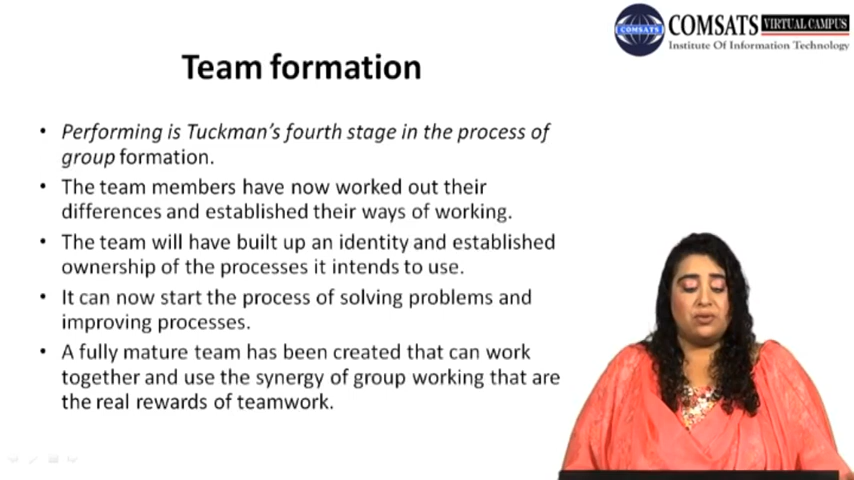 COMSATS VIRTUAL CAMPUS
COMSATS
Institute Of Information Technology
Team formation
• Performing is Tuckman's fourth stage in the process of
group formation.
• The team members have now worked out their
differences and established their ways of working.
• The team will have built up an identity and established
ownership of the processes it intends to use.
• It can now start the process of solving problems and
improving processes.
• A fully mature team has been created that can work
together and use the synergy of group working that are
the real rewards of teamwork.